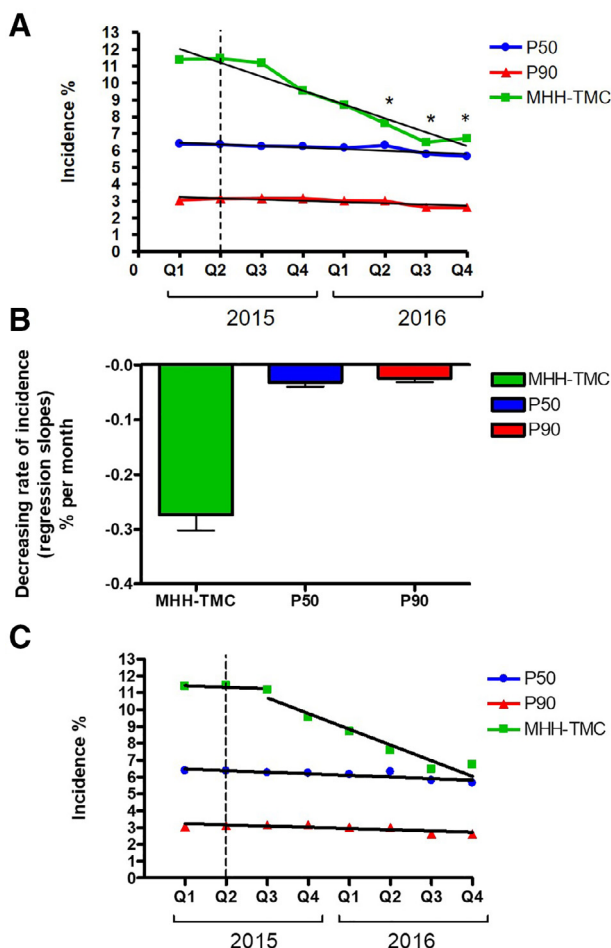 A
13
12
11
10
9
8
7
6
5
4
3
2
1
0
Incidence %
* * *
P50
P90
MHH-TMC
0 Q1 Q2 Q3 Q4 Q1 Q2 Q3 Q4
2015 2016
B
-0.0
-0.1
-0.2
-0.3
-0.4
Decreasing rate of incidence
(regression slopes)
% per month
MHH-TMC
P50
P90
MHH-TMC P50 P90
C
13
12
11
10
9
8
7
6
5
4
3
2
1
0
Incidence %
P50
P90
MHH-TMC
Q1 Q2 Q3 Q4 Q1 Q2 Q3 Q4
2015 2016